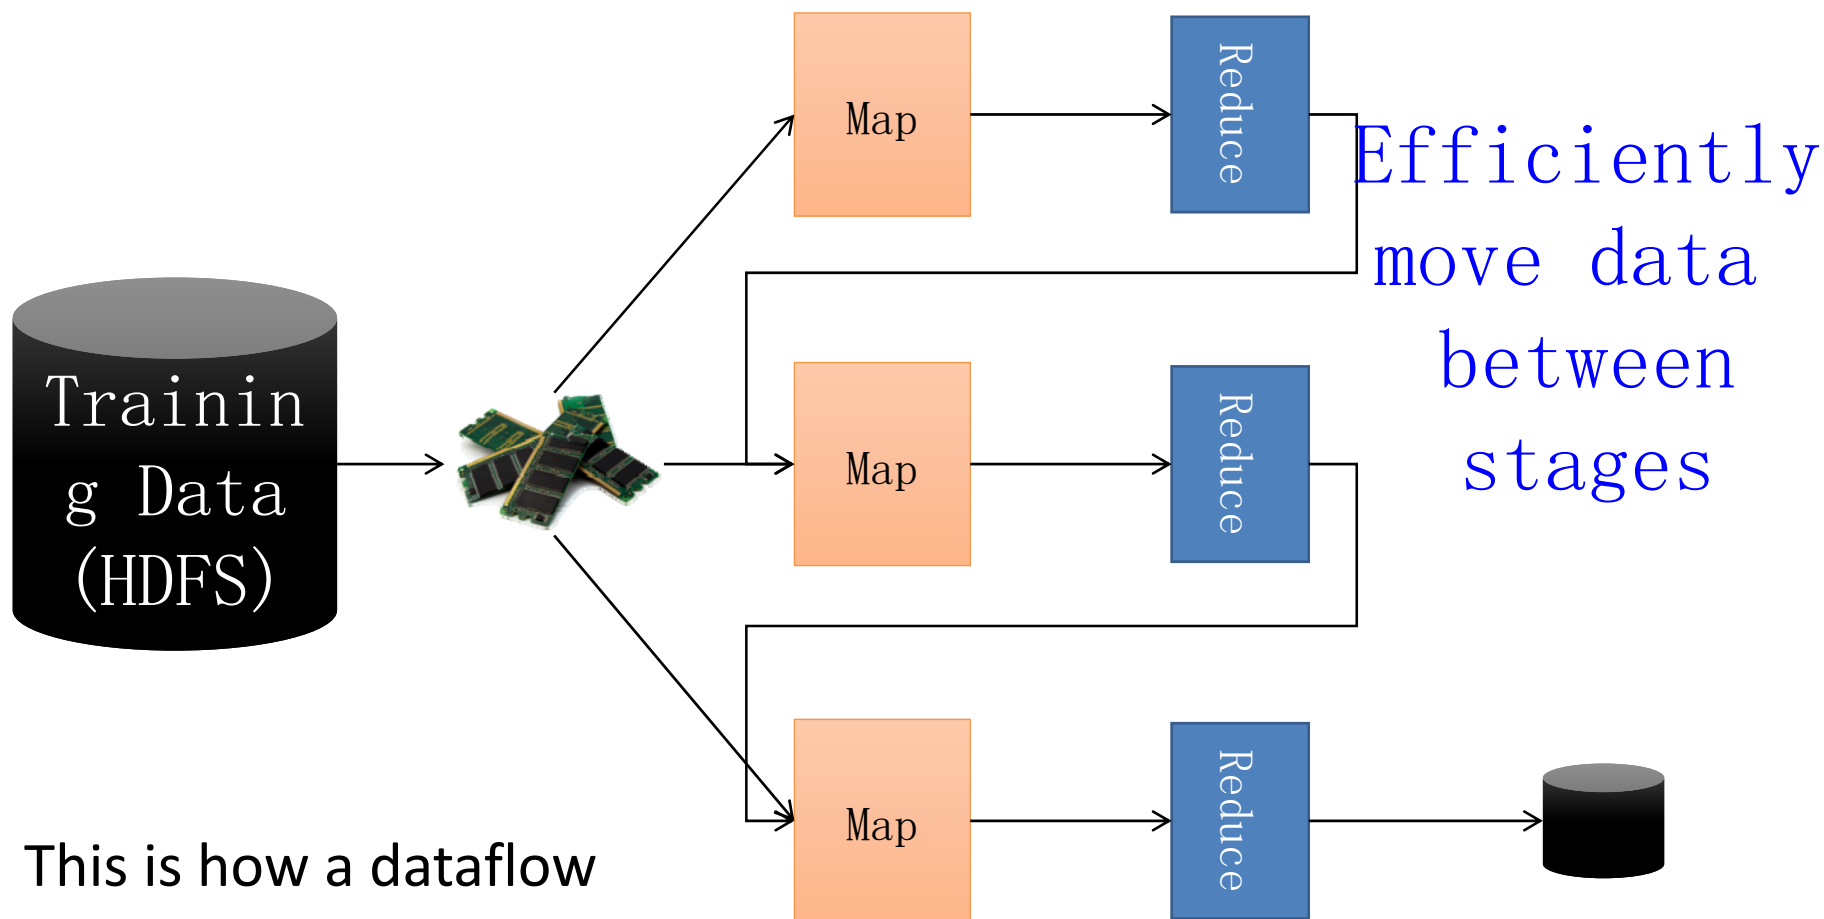 Map
Reduce
Efficiently
move data
between
stages
Trainin
g Data
(HDFS)
Map
Reduce
Map
Reduce
This is how a dataflow